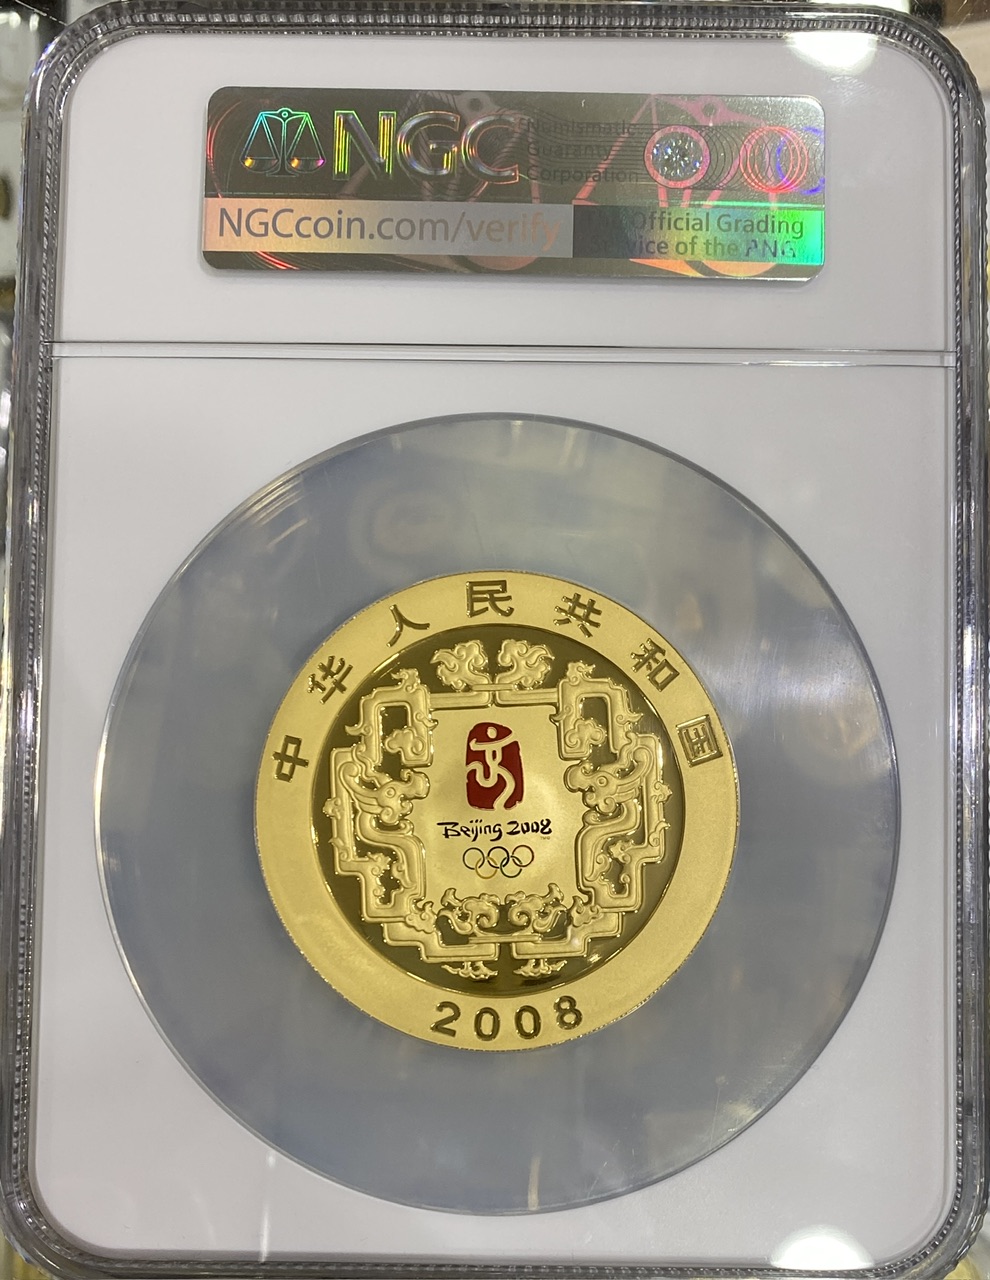 NGC
Numismatic
Guaranty
Corporation
NGCcoin.com/verify
Official Grading
Service of the PNG
中华人民共和国
Beijing 2008
2008